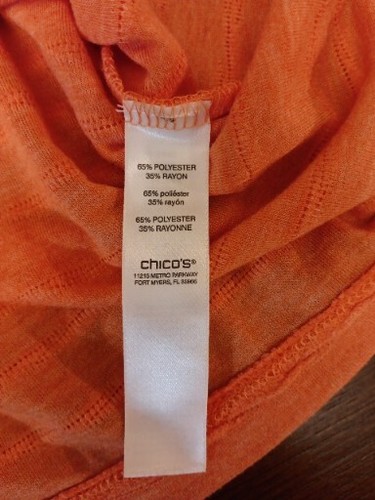 65% POLYESTER
35% RAYON
65% poliéster
35% rayón
65% POLYESTER
35% RAYONNE
CHICO'S®
11215 METRO PARKWAY
FORT MYERS, FL 33966